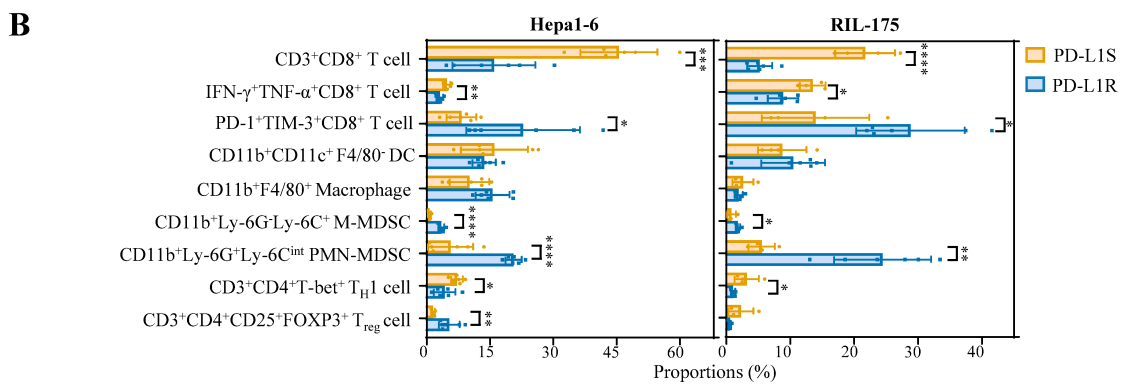 B
Hepa1-6
RIL-175
CD3⁺CD8⁺ T cell
IFN-γ⁺TNF-α⁺CD8⁺ T cell
PD-1⁺TIM-3⁺CD8⁺ T cell
CD11b⁺CD11c⁺ F4/80⁻ DC
CD11b⁺F4/80⁺ Macrophage
CD11b⁺Ly-6G⁻Ly-6C⁺ M-MDSC
CD11b⁺Ly-6G⁺Ly-6Cⁱⁿᵗ PMN-MDSC
CD3⁺CD4⁺T-bet⁺ T_H1 cell
CD3⁺CD4⁺CD25⁺FOXP3⁺ T_reg cell
***
**
*
****
****
*
**
****
*
*
*
**
*
PD-L1S
PD-L1R
0 15 30 45 60
0 10 20 30 40
Proportions (%)